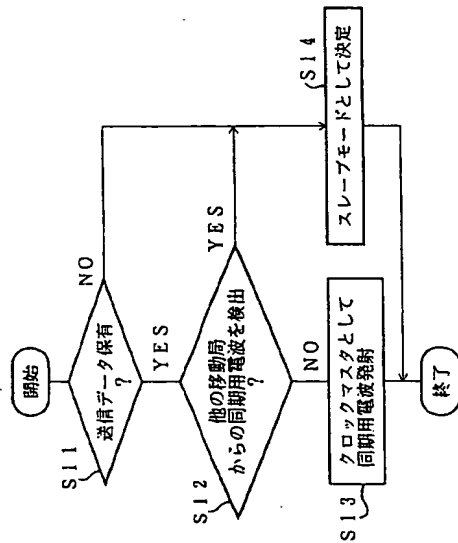 開始
S11
送信データ保有
?
NO
YES
S12
他の移動局
からの同期用電波を検出
?
YES
NO
S13
クロックマスタとして
同期用電波発射
S14
スレーブモードとして決定
終了